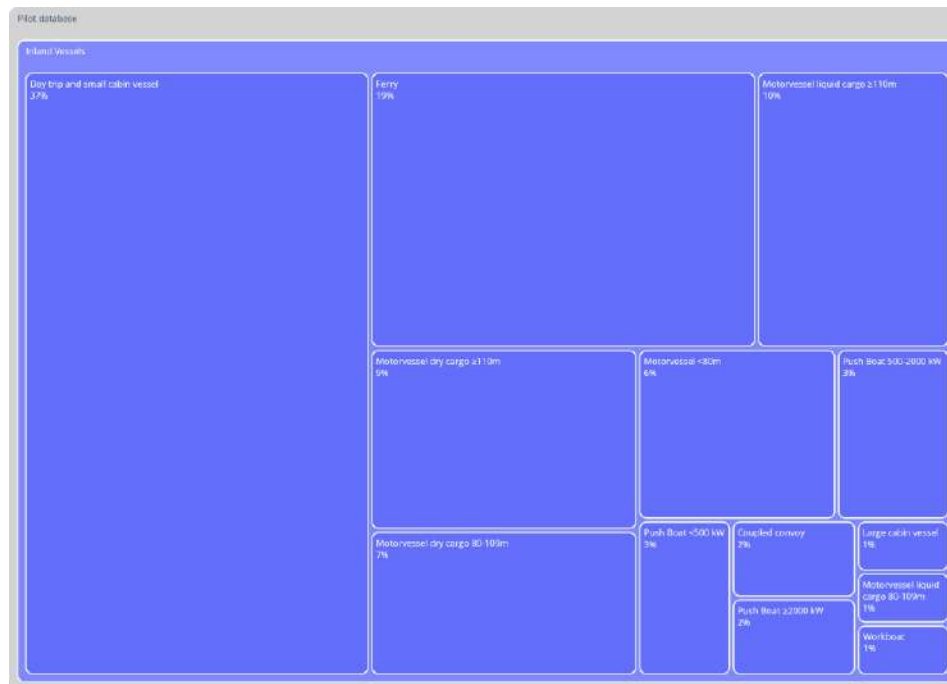 Pilot database
Inland Vessels
Day trip and small cabin vessel
37%
Ferry
19%
Motorvessel liquid cargo ≥110m
10%
Motorvessel dry cargo ≥110m
9%
Motorvessel <80m
6%
Push Boat 500-2000 kW
3%
Motorvessel dry cargo 80-109m
7%
Push Boat <500 kW
3%
Coupled convoy
2%
Large cabin vessel
1%
Motorvessel liquid
cargo 80-109m
1%
Push Boat ≥2000 kW
2%
Workboat
1%